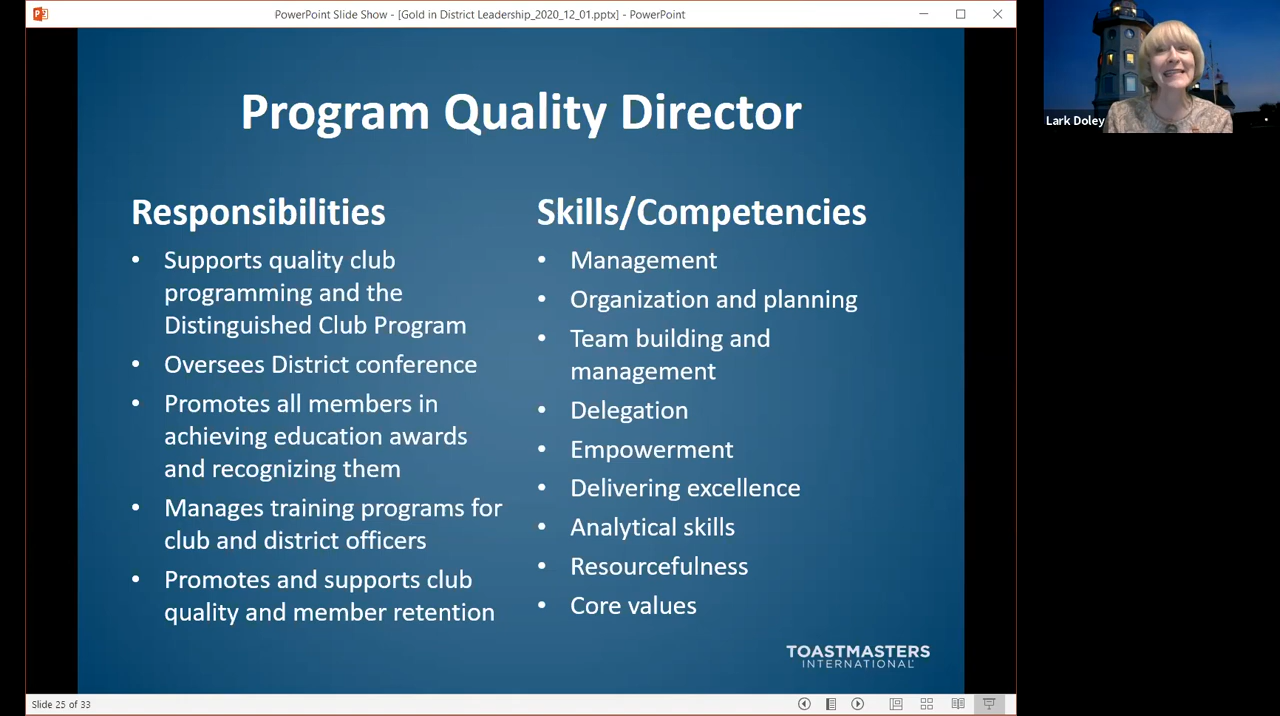 PowerPoint Slide Show - [Gold in District Leadership_2020_12_01.pptx] - PowerPoint
Program Quality Director
Responsibilities
• Supports quality club
programming and the
Distinguished Club Program
• Oversees District conference
• Promotes all members in
achieving education awards
and recognizing them
• Manages training programs for
club and district officers
• Promotes and supports club
quality and member retention
Skills/Competencies
• Management
• Organization and planning
• Team building and
management
• Delegation
• Empowerment
• Delivering excellence
• Analytical skills
• Resourcefulness
• Core values
TOASTMASTERS
INTERNATIONAL
Slide 25 of 33
Lark Doley